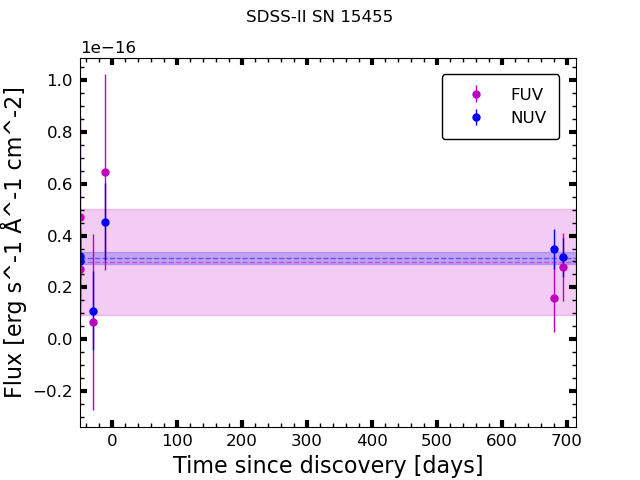 SDSS-II SN 15455
1e−16
1.0
0.8
0.6
0.4
0.2
0.0
−0.2
Flux [erg s^-1 Å^-1 cm^-2]
FUV
NUV
0 100 200 300 400 500 600 700
Time since discovery [days]